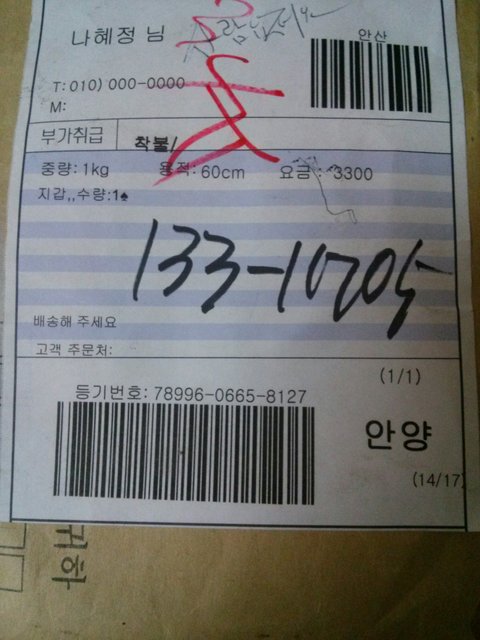 나혜정 님
안산
T: 010) 000-0000
M:
부가취급 착불/
중량: 1kg 용적: 60cm 요금: 3300
지갑,,수량:1♠
배송해 주세요
고객 주문처:
(1/1)
등기번호: 78996-0665-8127
안양
(14/17)
귀하